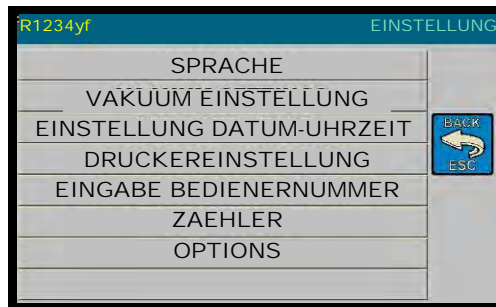 R1234yf EINSTELLUNG
SPRACHE
VAKUUM EINSTELLUNG
EINSTELLUNG DATUM-UHRZEIT
BACK
DRUCKEREINSTELLUNG
ESC
EINGABE BEDIENERNUMMER
ZAEHLER
OPTIONS